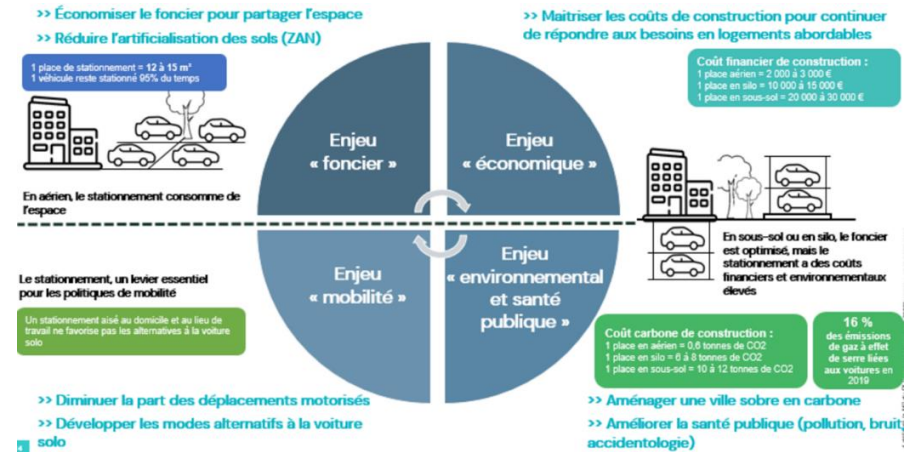 >> Économiser le foncier pour partager l'espace
>> Réduire l'artificialisation des sols (ZAN)
1 place de stationnement = 12 à 15 m²
1 véhicule reste stationné 95% du temps
En aérien, le stationnement consomme de
l'espace
Enjeu
« foncier »
>> Maitriser les coûts de construction pour continuer
de répondre aux besoins en logements abordables
Coût financier de construction :
1 place aérien = 2 000 á 3 000 €
1 place en silo = 10 000 à 15 000 €
1 place en sous-sol = 20 000 à 30 000 €
Enjeu
« économique »
En sous-sol ou en silo, le foncier
est optimisé, mais le
stationnement a des coûts
financiers et environnementaux
élevés
Le stationnement, un levier essentiel
pour les politiques de mobilité
Un stationnement aisé au domicile et au lieu de
travail ne favorise pas les alternatives á la voiture
solo
Enjeu
« mobilité »
>> Diminuer la part des déplacements motorisés
>> Développer les modes alternatifs à la voiture
solo
Enjeu
« environnemental
et santé
publique »
Coût carbone de construction :
1 place en aérien = 0,6 tonnes de CO2
1 place en silo = 6 á 8 tonnes de CO2
1 place en sous-sol = 10 á 12 tonnes de CO2
16 %
des émissions
de gaz à effet
de serre liées
aux voitures en
2019
>> Aménager une ville sobre en carbone
>> Améliorer la santé publique (pollution, bruit,
accidentologie)